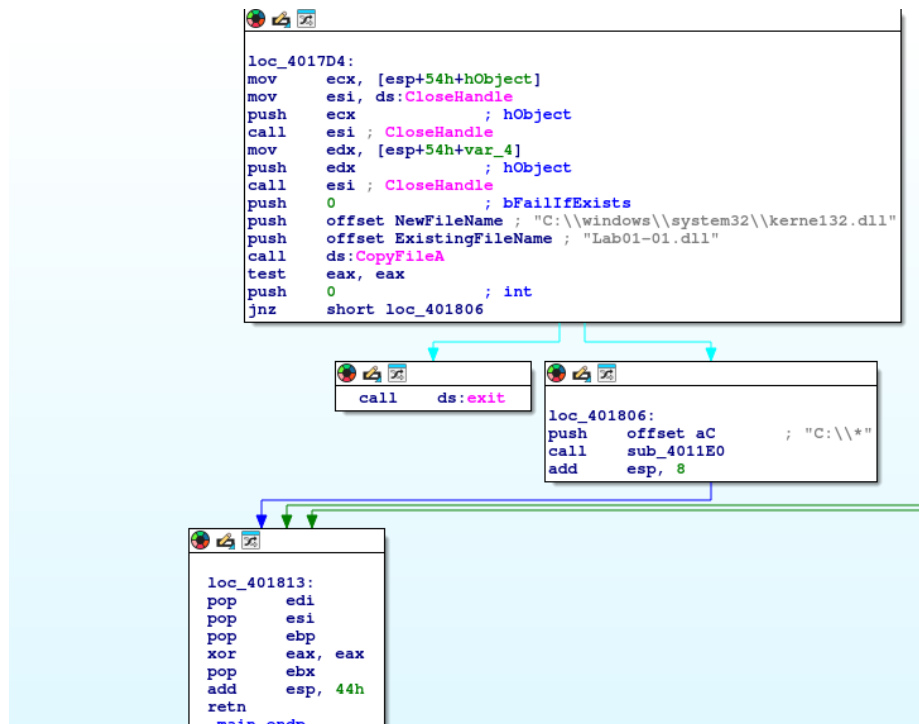 loc_4017D4:
mov ecx, [esp+54h+hObject]
mov esi, ds:CloseHandle
push ecx ; hObject
call esi ; CloseHandle
mov edx, [esp+54h+var_4]
push edx ; hObject
call esi ; CloseHandle
push 0 ; bFailIfExists
push offset NewFileName ; "C:\\windows\\system32\\kerne132.dll"
push offset ExistingFileName ; "Lab01-01.dll"
call ds:CopyFileA
test eax, eax
push 0 ; int
jnz short loc_401806
call ds:exit
loc_401806:
push offset aC ; "C:\\*"
call sub_4011E0
add esp, 8
loc_401813:
pop edi
pop esi
pop ebp
xor eax, eax
pop ebx
add esp, 44h
retn
_main endp